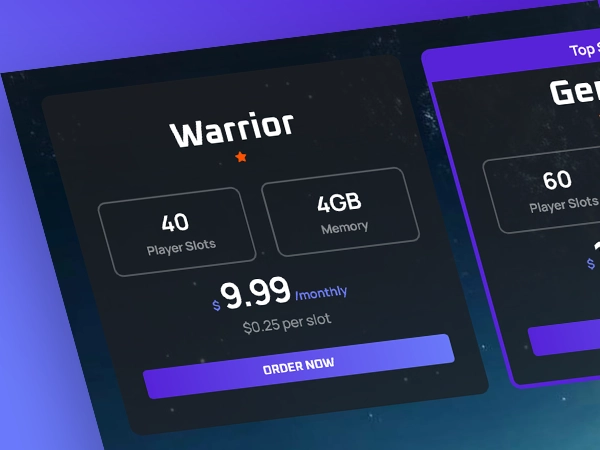 Warrior
40
Player Slots
4GB
Memory
$9.99 /monthly
$0.25 per slot
ORDER NOW
Top
60
Player Slots
$